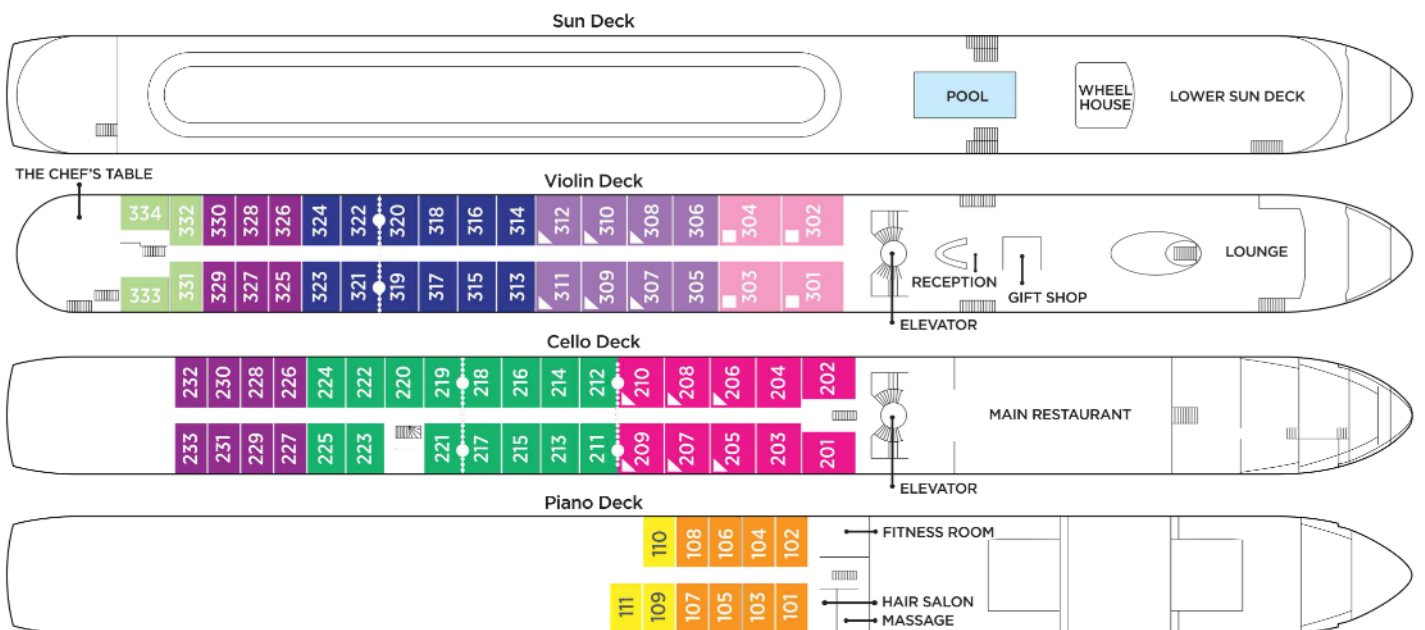 Sun Deck
POOL
WHEEL
HOUSE
LOWER SUN DECK
THE CHEF'S TABLE
Violin Deck
334 332 330 328 326 324 322 320 318 316 314 312 310 308 306 304 302
333 331 329 327 325 323 321 319 317 315 313 311 309 307 305 303 301
RECEPTION
GIFT SHOP
LOUNGE
ELEVATOR
Cello Deck
232 230 228 226 224 222 220 219 218 216 214 212 210 208 206 204 202
233 231 229 227 225 223 221 217 215 213 211 209 207 205 203 201
MAIN RESTAURANT
ELEVATOR
Piano Deck
110 108 106 104 102
FITNESS ROOM
111 109 107 105 103 101
HAIR SALON
MASSAGE